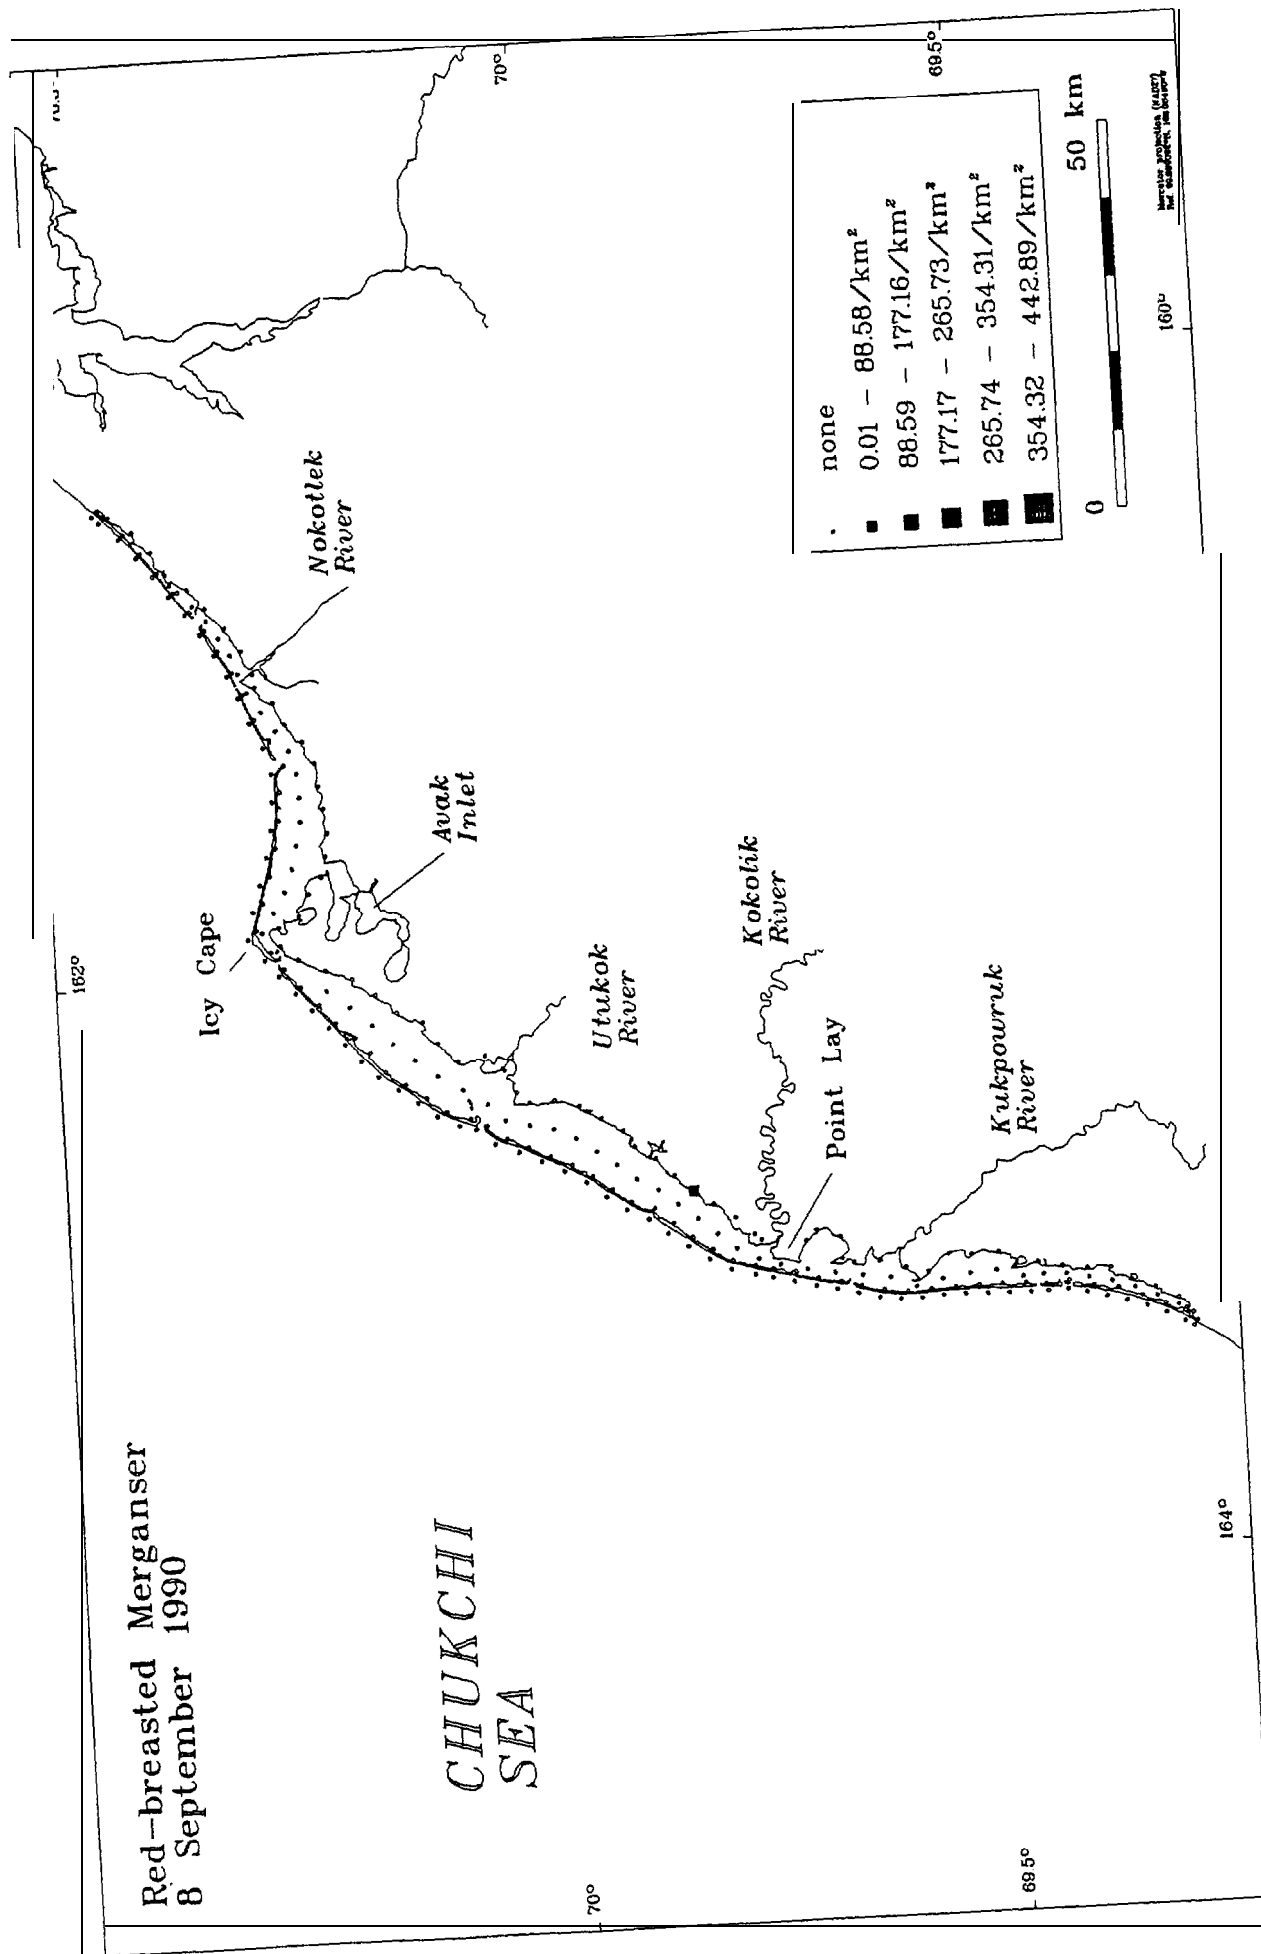 Red-breasted Merganser
8 September 1990
CHUKCHI
SEA
Icy Cape
Nokotlek
River
Avak
Inlet
Utukok
River
Kokolik
River
Point Lay
Kukpowruk
River
162°
70°
69.5°
70°
69.5°
164°
160°
none
0.01 - 88.58/km²
88.59 - 177.16/km²
177.17 - 265.73/km²
265.74 - 354.31/km²
354.32 - 442.89/km²
0
50 km
Mercator projection (NAD27)